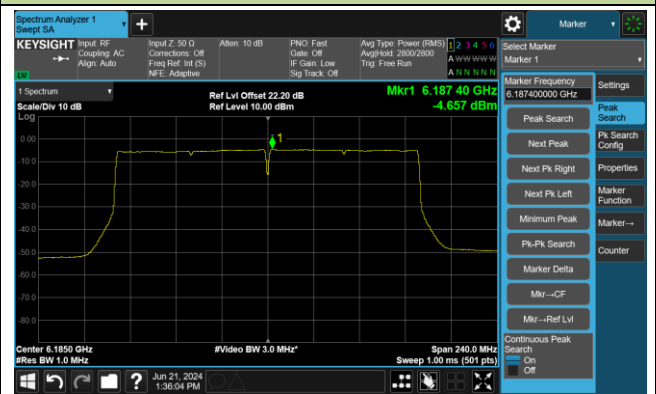 Spectrum Analyzer 1
Swept SA
+
Marker
KEYSIGHT
Input: RF
Coupling: AC
Align: Auto
Input Z: 50 Ω
Corrections: Off
Freq Ref: Int (S)
NFE: Adaptive
Atten: 10 dB
PNO: Fast
Gate: Off
IF Gain: Low
Sig Track: Off
Avg Type: Power (RMS)
Avg|Hold: 2800/2800
Trig: Free Run
1 2 3 4 5 6
A W W W W W
A N N N N N
LXI
Select Marker
Marker 1
1 Spectrum
Scale/Div 10 dB
Log
Ref Lvl Offset 22.20 dB
Ref Level 10.00 dBm
Mkr1 6.187 40 GHz
-4.657 dBm
0.00
-10.0
-20.0
-30.0
-40.0
-50.0
-60.0
-70.0
-80.0
1
Center 6.1850 GHz
#Res BW 1.0 MHz
#Video BW 3.0 MHz*
Span 240.0 MHz
Sweep 1.00 ms (501 pts)
Marker Frequency
6.187400000 GHz
Peak Search
Next Peak
Next Pk Right
Next Pk Left
Minimum Peak
Pk-Pk Search
Marker Delta
Mkr→CF
Mkr→Ref Lvl
Continuous Peak
Search
On
Off
Settings
Peak
Search
Pk Search
Config
Properties
Marker
Function
Marker→
Counter
?
Jun 21, 2024
1:36:04 PM